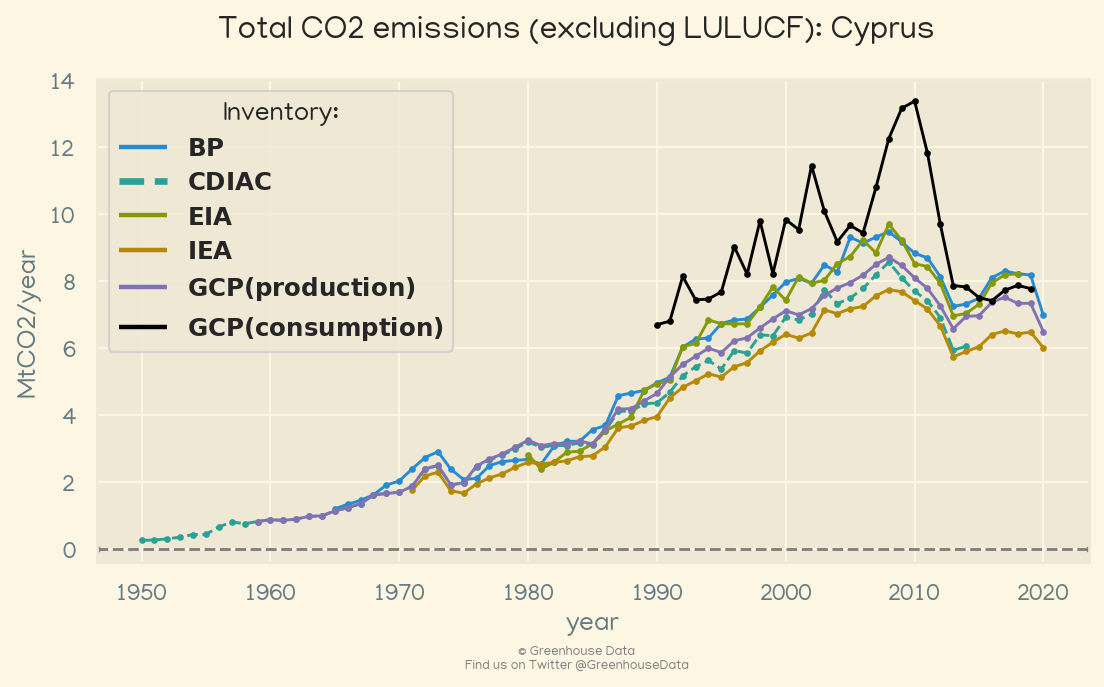 Total CO2 emissions (excluding LULUCF): Cyprus
14
12
10
8
6
4
2
0
MtCO2/year
Inventory:
BP
CDIAC
EIA
IEA
GCP(production)
GCP(consumption)
1950 1960 1970 1980 1990 2000 2010 2020
year
© Greenhouse Data
Find us on Twitter @GreenhouseData